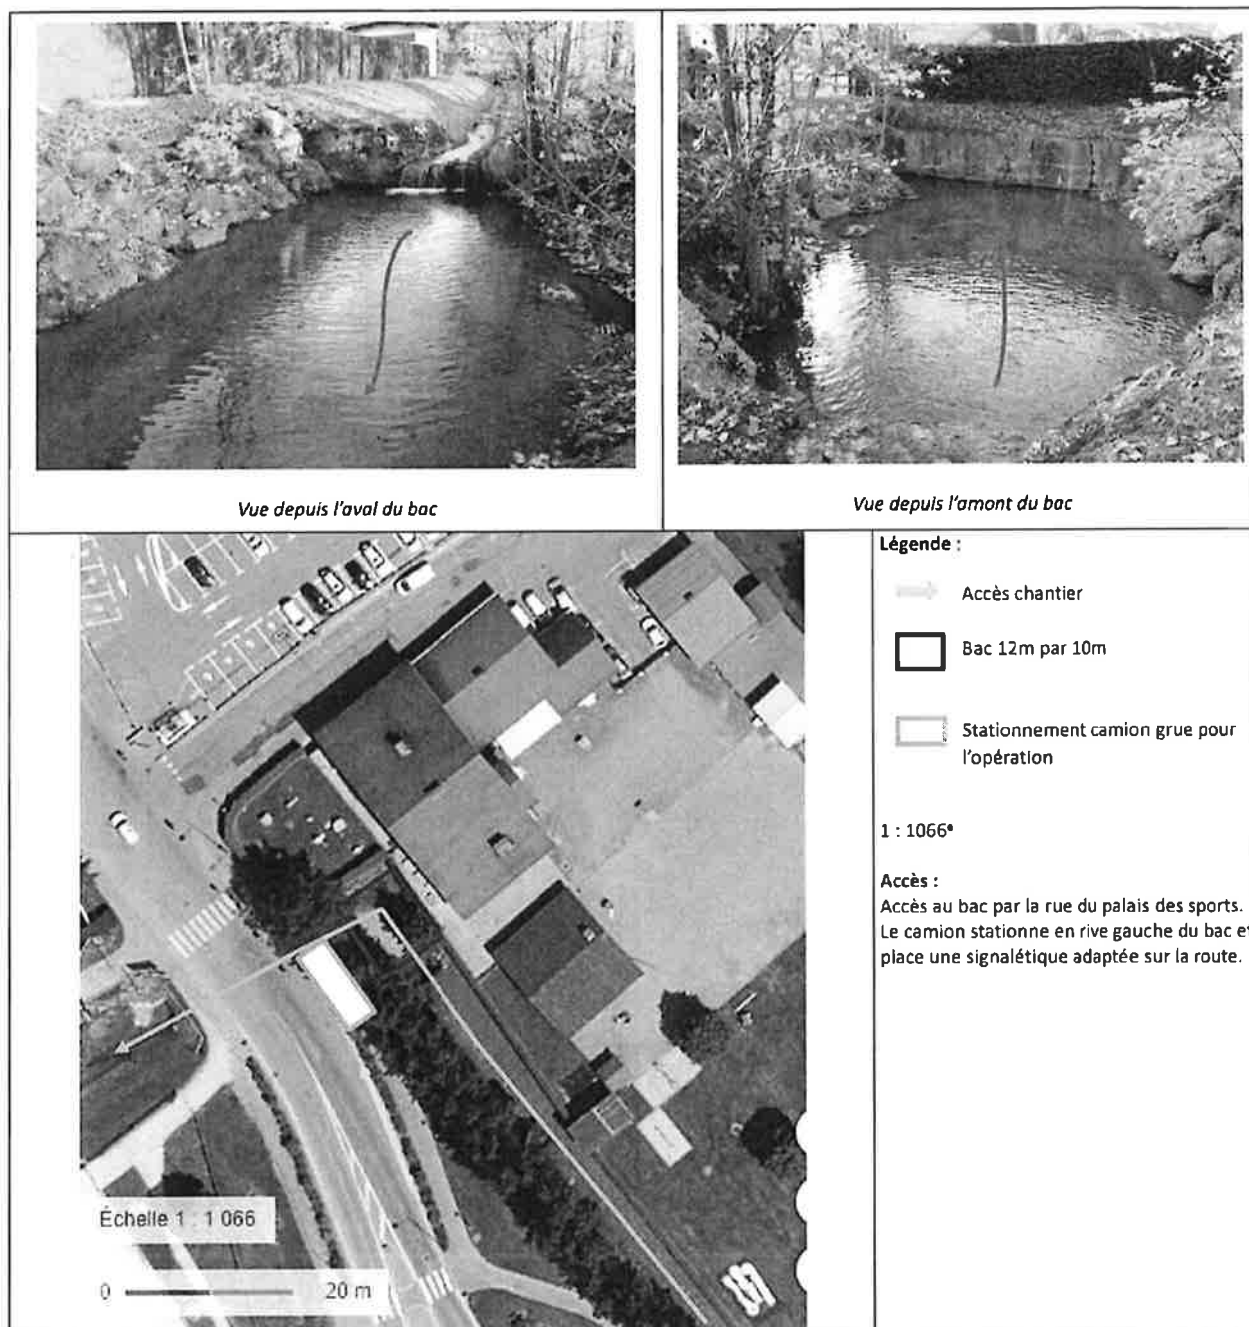 Vue depuis l'aval du bac
Vue depuis l'amont du bac
Légende :
Accès chantier
Bac 12m par 10m
Stationnement camion grue pour
l'opération
1 : 1066ᵉ
Accès :
Accès au bac par la rue du palais des sports.
Le camion stationne en rive gauche du bac et
place une signalétique adaptée sur la route.
Échelle 1 : 1 066
0 20 m